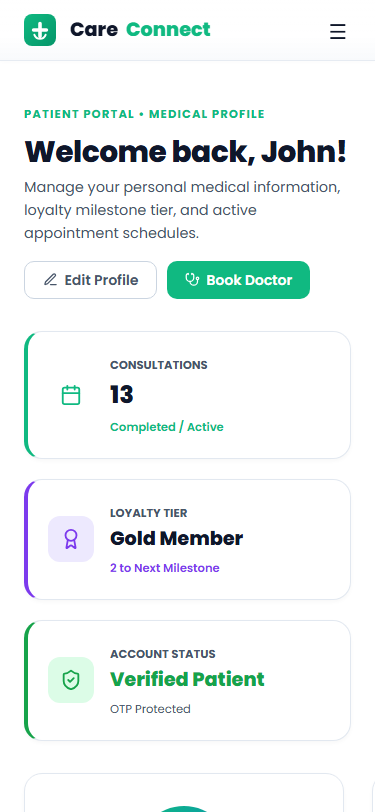 Care Connect
PATIENT PORTAL • MEDICAL PROFILE
Welcome back, John!
Manage your personal medical information,
loyalty milestone tier, and active
appointment schedules.
Edit Profile
Book Doctor
CONSULTATIONS
13
Completed / Active
LOYALTY TIER
Gold Member
2 to Next Milestone
ACCOUNT STATUS
Verified Patient
OTP Protected